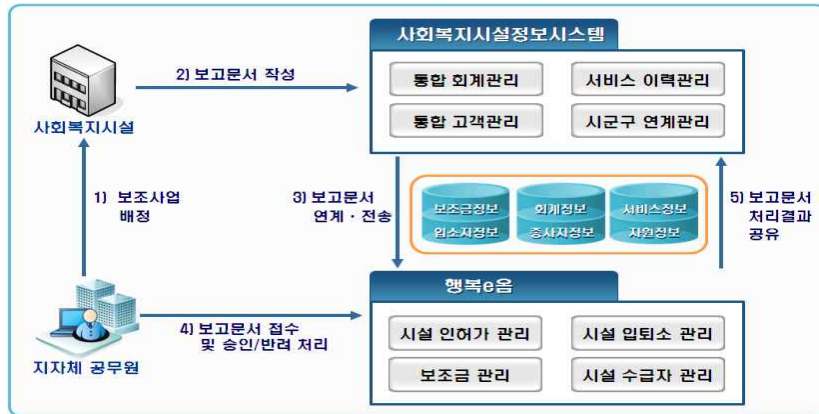 사회복지시설정보시스템
통합 회계관리
서비스 이력관리
통합 고객관리
시군구 연계관리
2) 보고문서 작성
사회복지시설
1) 보조사업
배정
3) 보고문서
연계 · 전송
보조금정보
회계정보
서비스정보
입소자정보
종사자정보
자원정보
5) 보고문서
처리결과
공유
행복e음
시설 인허가 관리
시설 입퇴소 관리
보조금 관리
시설 수급자 관리
4) 보고문서 접수
및 승인/반려 처리
지자체 공무원